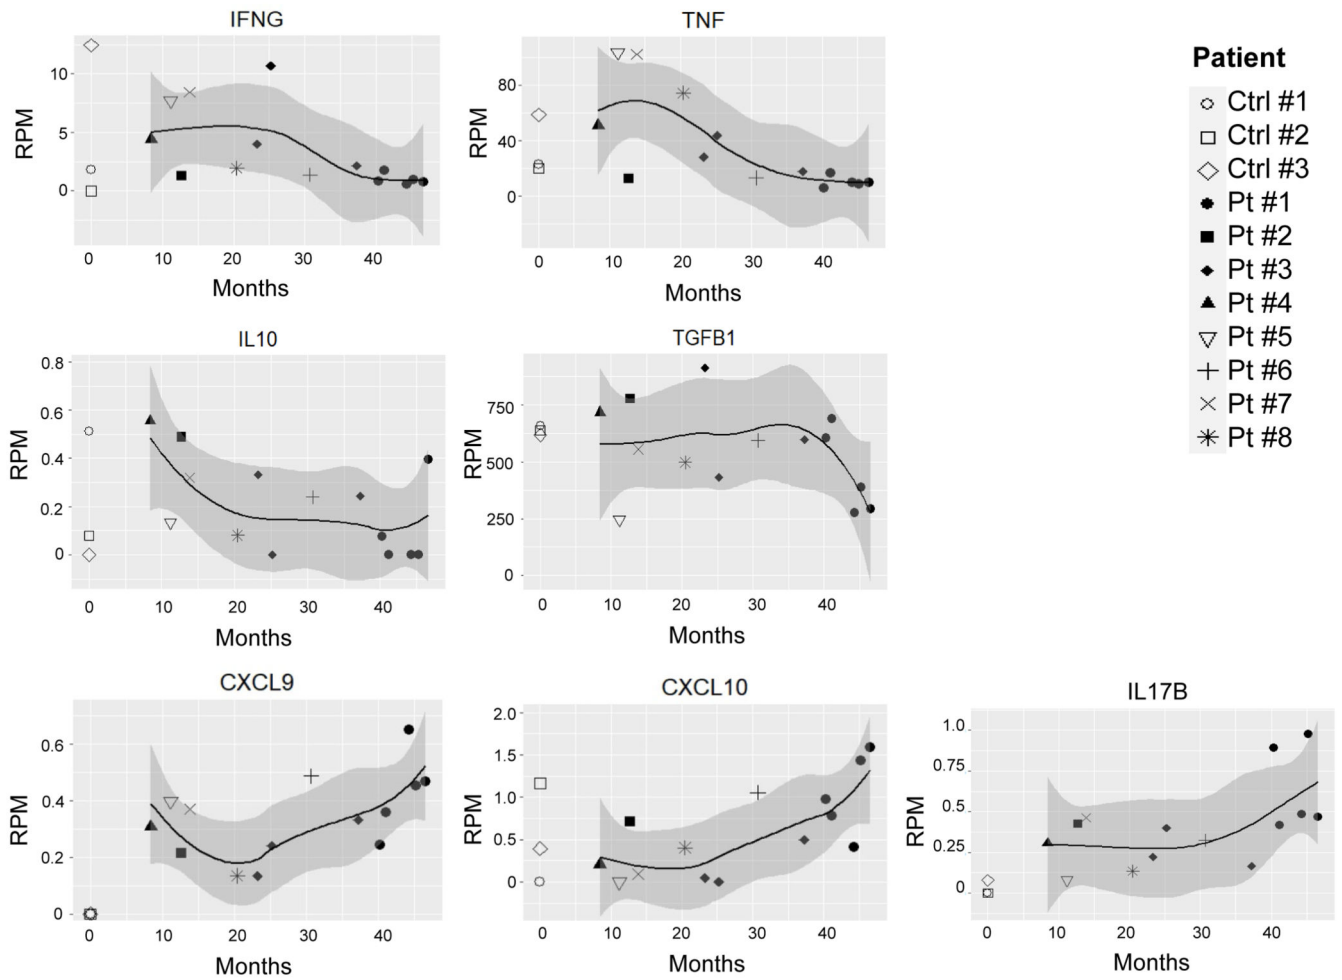 IFNG
RPM
10
5
0
0 10 20 30 40
Months
TNF
RPM
80
40
0
0 10 20 30 40
Months
Patient
Ctrl #1
Ctrl #2
Ctrl #3
Pt #1
Pt #2
Pt #3
Pt #4
Pt #5
Pt #6
Pt #7
Pt #8
IL10
RPM
0.8
0.6
0.4
0.2
0
0 10 20 30 40
Months
TGFB1
RPM
750
500
250
0
0 10 20 30 40
Months
CXCL9
RPM
0.6
0.4
0.2
0
0 10 20 30 40
Months
CXCL10
RPM
2.0
1.5
1.0
0.5
0
0 10 20 30 40
Months
IL17B
RPM
1.0
0.75
0.5
0.25
0
0 10 20 30 40
Months